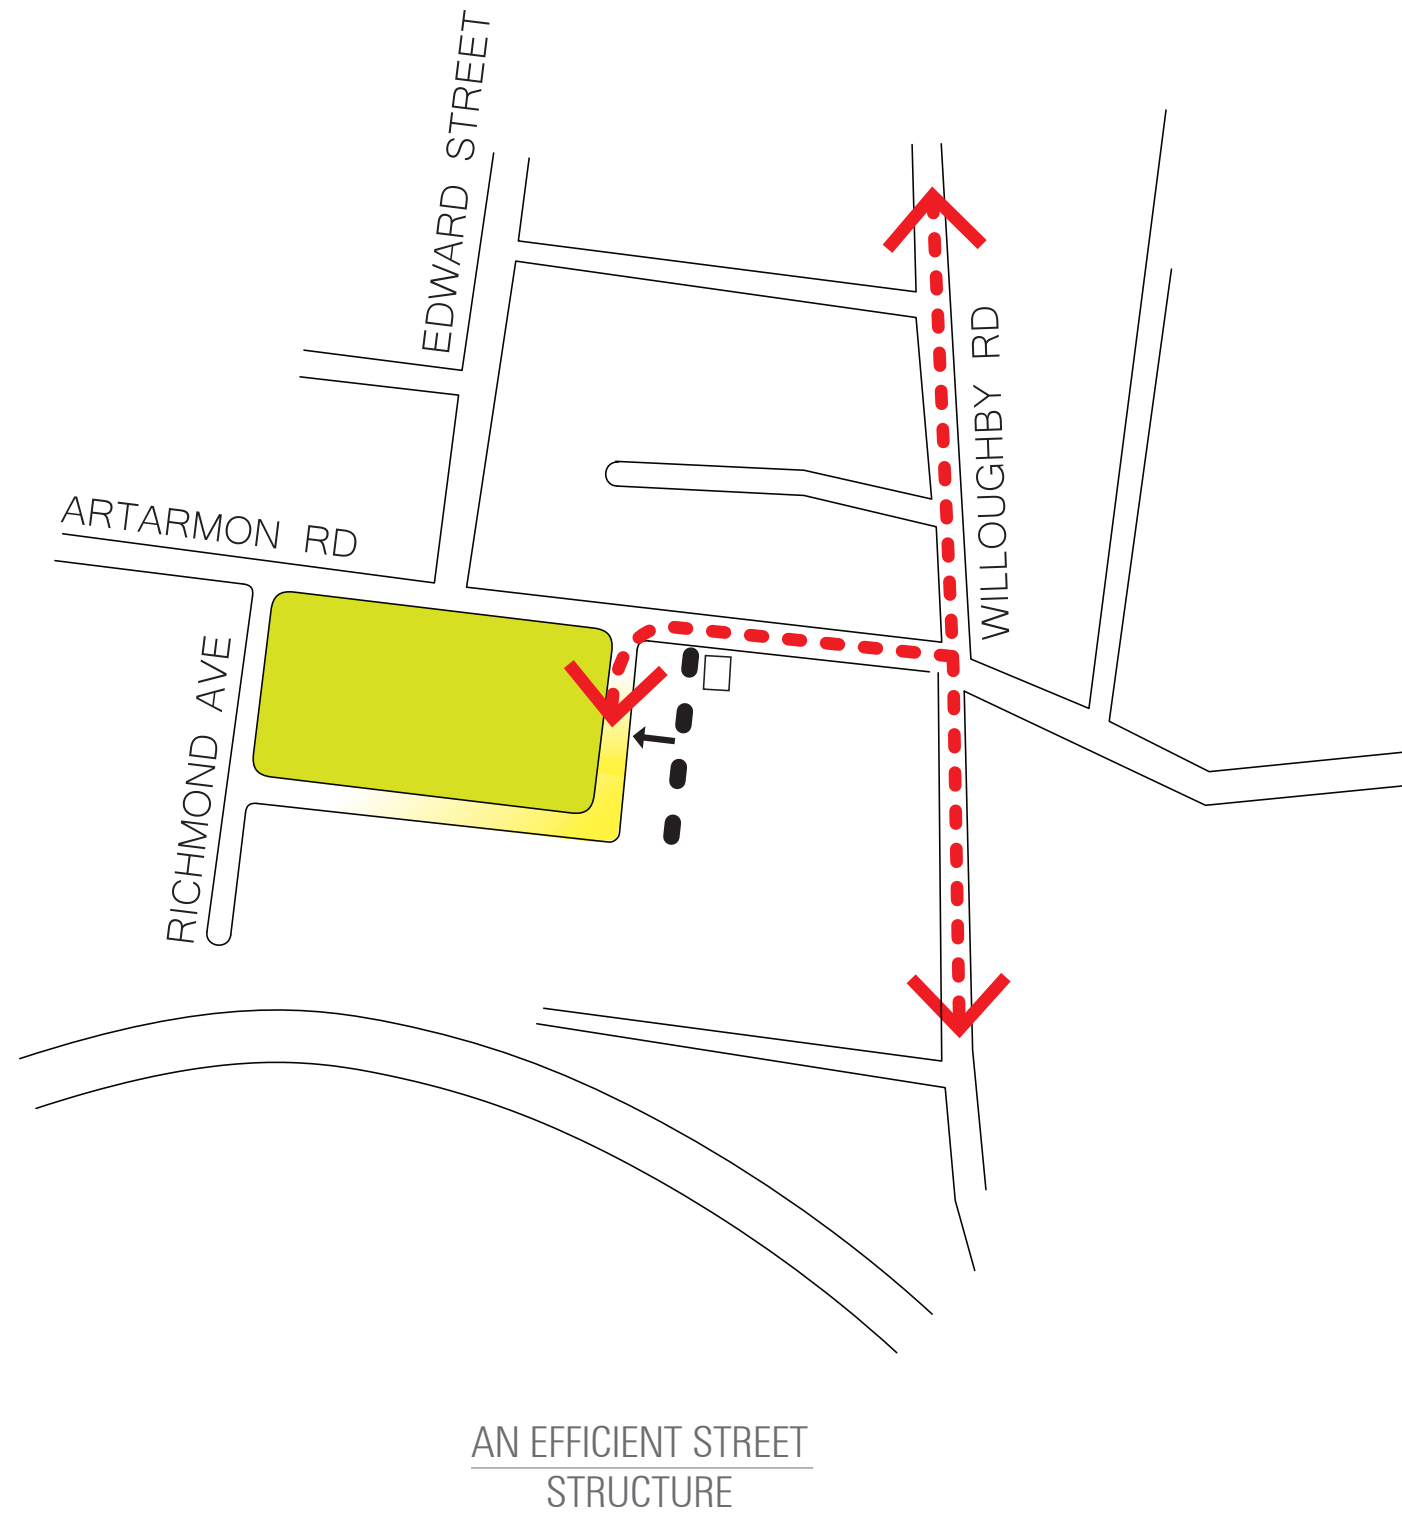 EDWARD STREET
WILLOUGHBY RD
ARTARMON RD
RICHMOND AVE
AN EFFICIENT STREET
STRUCTURE